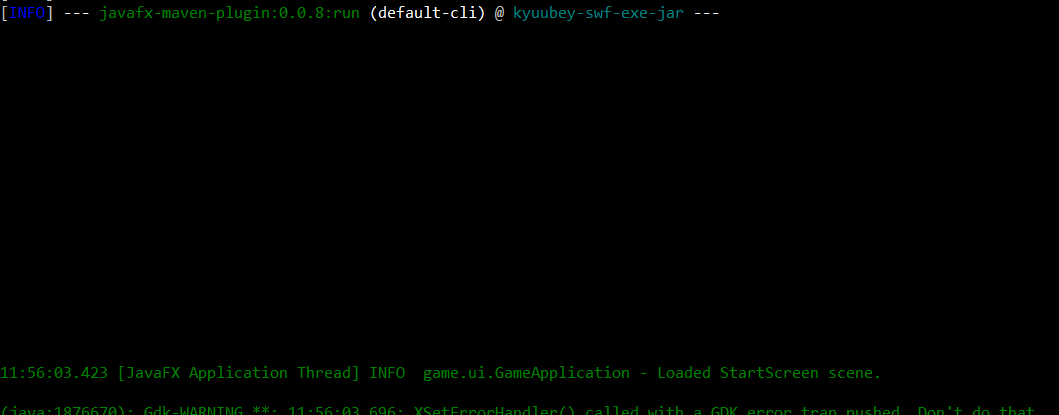 [INFO] --- javafx-maven-plugin:0.0.8:run (default-cli) @ kyuubey-swf-exe-jar ---
11:56:03.423 [JavaFX Application Thread] INFO  game.ui.GameApplication - Loaded StartScreen scene.
(java:1876670): Gdk-WARNING **: 11:56:03.696: XSetErrorHandler() called with a GDK error trap pushed. Don't do that